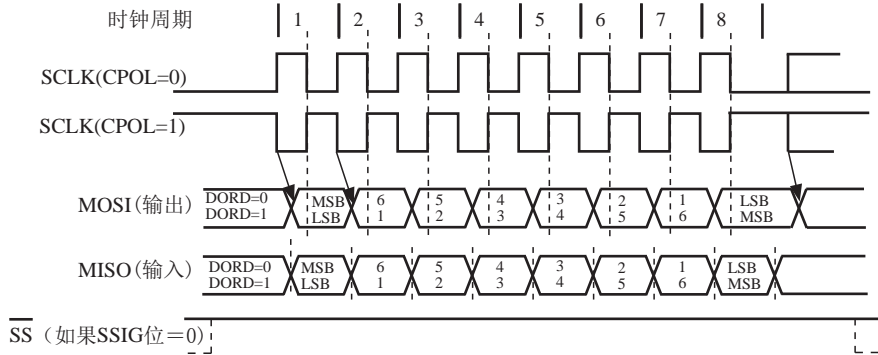 时钟周期 1 2 3 4 5 6 7 8
SCLK(CPOL=0)
SCLK(CPOL=1)
MOSI(输出) DORD=0 MSB 6 5 4 3 2 1 LSB
DORD=1 LSB 1 2 3 4 5 6 MSB
MISO(输入) DORD=0 MSB 6 5 4 3 2 1 LSB
DORD=1 LSB 1 2 3 4 5 6 MSB
SS（如果SSIG位＝0)